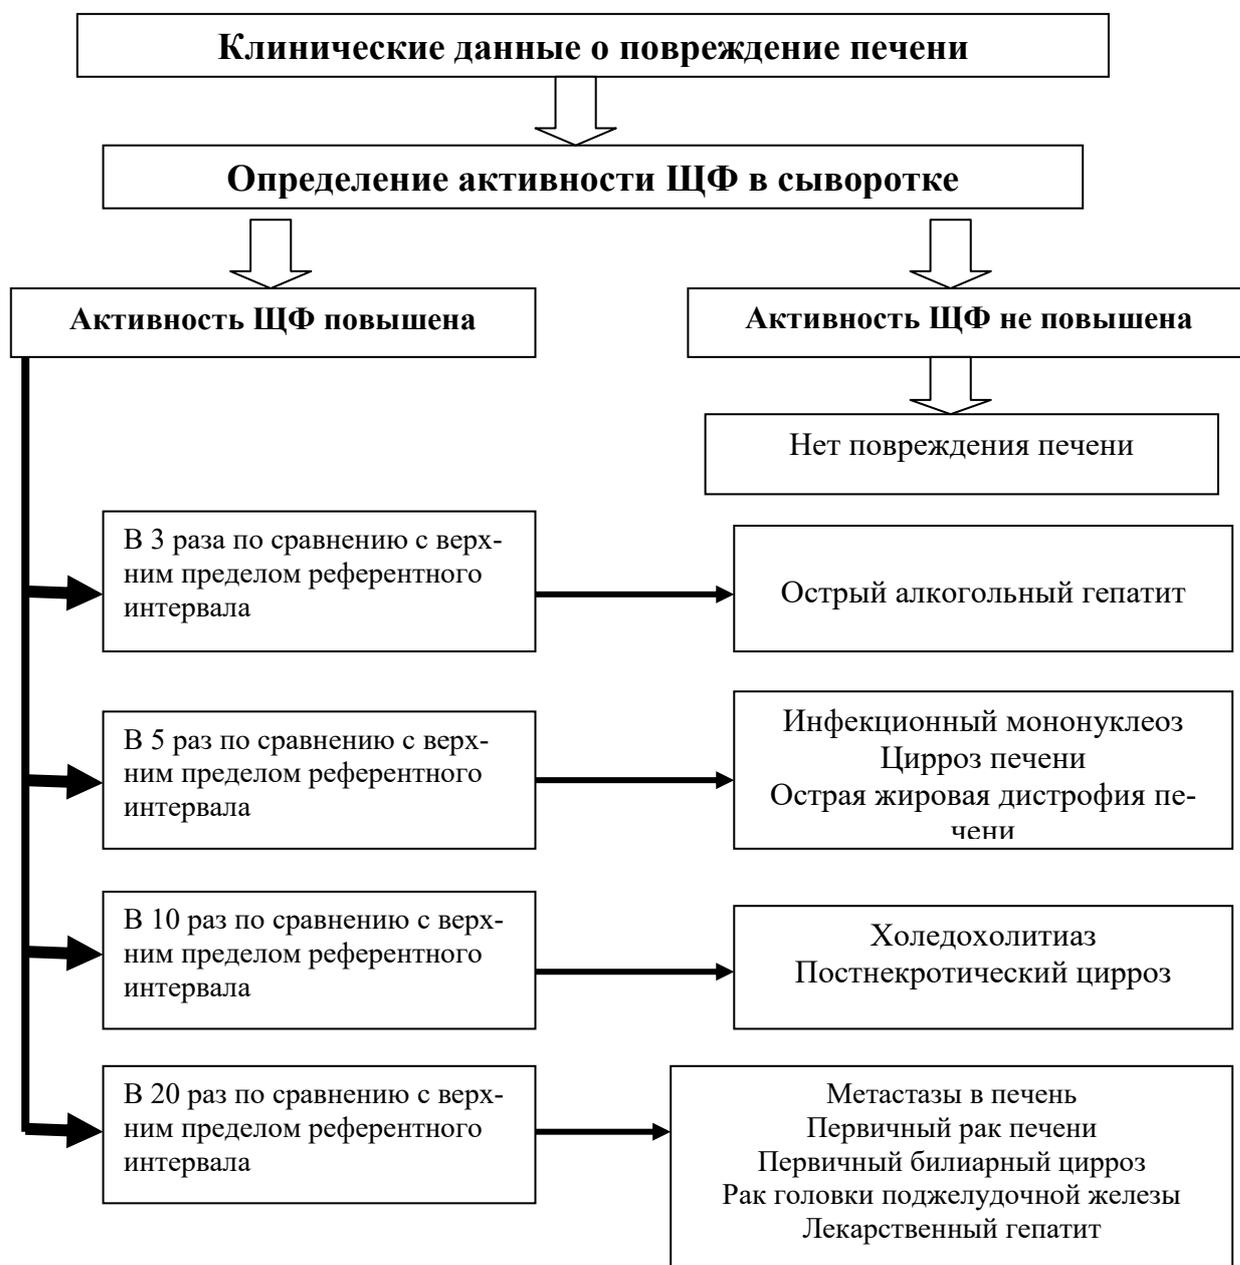 Клинические данные о повреждение печени
Определение активности ЩФ в сыворотке
Активность ЩФ повышена
Активность ЩФ не повышена
Нет повреждения печени
В 3 раза по сравнению с верх-
ним пределом референтного
интервала
Острый алкогольный гепатит
В 5 раз по сравнению с верх-
ним пределом референтного
интервала
Инфекционный мононуклеоз
Цирроз печени
Острая жировая дистрофия пе-
чени
В 10 раз по сравнению с верх-
ним пределом референтного
интервала
Холедохолитиаз
Постнекротический цирроз
В 20 раз по сравнению с верх-
ним пределом референтного
интервала
Метастазы в печень
Первичный рак печени
Первичный билиарный цирроз
Рак головки поджелудочной железы
Лекарственный гепатит